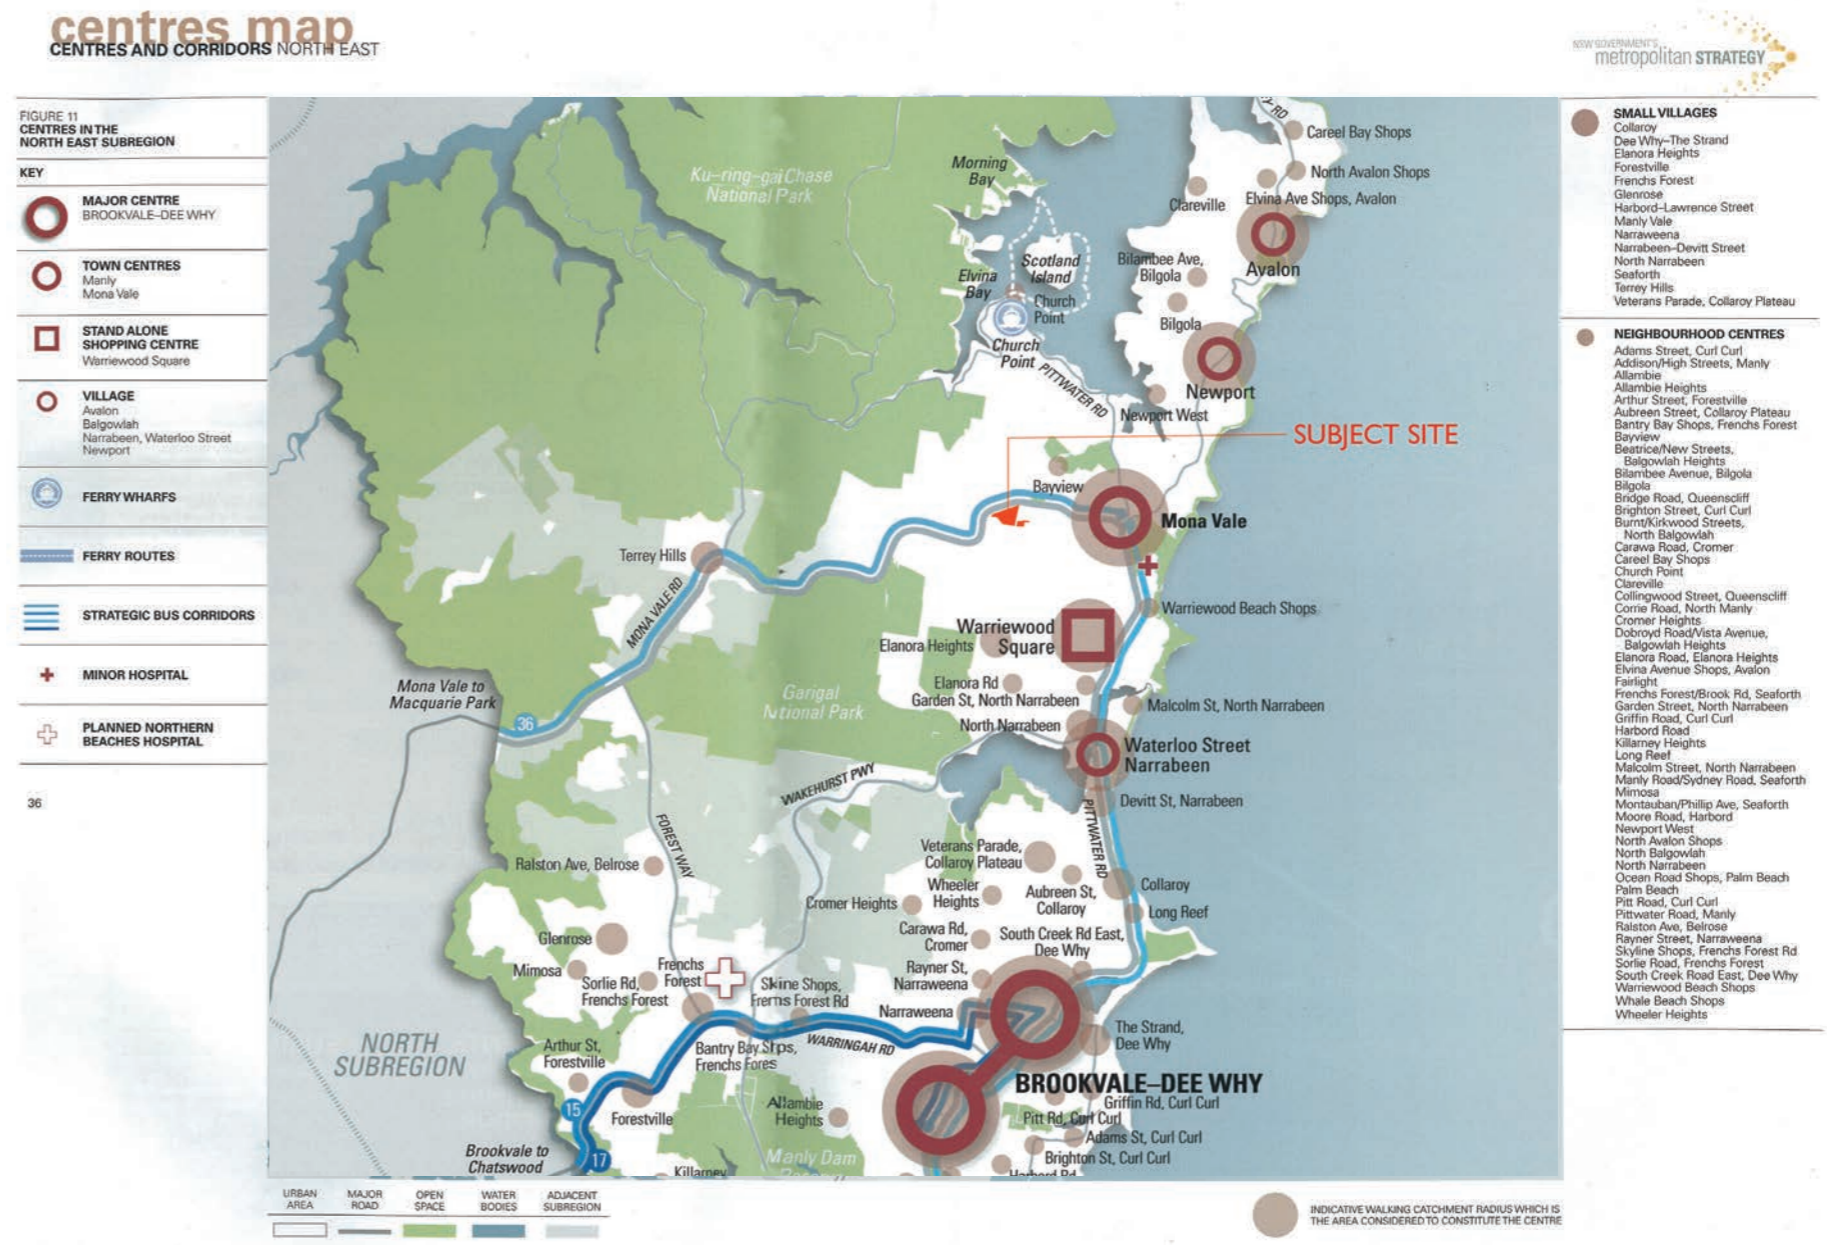 centres map
CENTRES AND CORRIDORS NORTH EAST
NSW GOVERNMENT'S
metropolitan STRATEGY
FIGURE 11
CENTRES IN THE
NORTH EAST SUBREGION
KEY
MAJOR CENTRE
BROOKVALE–DEE WHY
TOWN CENTRES
Manly
Mona Vale
STAND ALONE
SHOPPING CENTRE
Warriewood Square
VILLAGE
Avalon
Balgowlah
Narrabeen, Waterloo Street
Newport
FERRY WHARFS
FERRY ROUTES
STRATEGIC BUS CORRIDORS
MINOR HOSPITAL
PLANNED NORTHERN
BEACHES HOSPITAL
36
Ku–ring–gai Chase
National Park
Morning
Bay
Careel Bay Shops
North Avalon Shops
Clareville
Elvina Ave Shops, Avalon
Avalon
Scotland
Island
Bilambee Ave,
Bilgola
Elvina
Bay
Church
Point
Bilgola
Church
Point
PITTWATER RD
Newport
Newport West
SUBJECT SITE
Bayview
Mona Vale
Terrey Hills
MONA VALE RD
Warriewood Beach Shops
Warriewood
Square
Elanora Heights
Elanora Rd
Garden St, North Narrabeen
Malcolm St, North Narrabeen
North Narrabeen
Mona Vale to
Macquarie Park
36
Garigal
National Park
Waterloo Street
Narrabeen
WAKEHURST PWY
Devitt St, Narrabeen
PITTWATER RD
FOREST WAY
Ralston Ave, Belrose
Veterans Parade,
Collaroy Plateau
Wheeler
Heights
Aubreen St,
Collaroy
Collaroy
Cromer Heights
Long Reef
Carawa Rd,
Cromer
South Creek Rd East,
Dee Why
Glenrose
Mimosa
Sorlie Rd,
Frenchs Forest
Frenchs
Forest
Rayner St,
Narraweena
Narraweena
WARRINGAH RD
The Strand,
Dee Why
NORTH
SUBREGION
Arthur St,
Forestville
Bantry Bay
BROOKVALE–DEE WHY
Griffin Rd, Curl Curl
Pitt Rd, Curl Curl
Adams St, Curl Curl
Brighton St, Curl Curl
15
Forestville
Allambie
Heights
Brookvale to
Chatswood
17
Killarney
Manly Dam
URBAN
AREA
MAJOR
ROAD
OPEN
SPACE
WATER
BODIES
ADJACENT
SUBREGION
INDICATIVE WALKING CATCHMENT RADIUS WHICH IS
THE AREA CONSIDERED TO CONSTITUTE THE CENTRE
SMALL VILLAGES
Collaroy
Dee Why–The Strand
Elanora Heights
Forestville
Frenchs Forest
Glenrose
Harbord–Lawrence Street
Manly Vale
Narraweena
Narrabeen–Devitt Street
North Narrabeen
Seaforth
Terrey Hills
Veterans Parade, Collaroy Plateau
NEIGHBOURHOOD CENTRES
Adams Street, Curl Curl
Addison/High Streets, Manly
Allambie
Allambie Heights
Arthur Street, Forestville
Aubreen Street, Collaroy Plateau
Bantry Bay Shops, Frenchs Forest
Bayview
Beatrice/New Streets,
Balgowlah Heights
Bilambee Avenue, Bilgola
Bilgola
Bridge Road, Queenscliff
Brighton Street, Curl Curl
Burnt/Kirkwood Streets,
North Balgowlah
Carawa Road, Cromer
Careel Bay Shops
Church Point
Clareville
Collingwood Street, Queenscliff
Corrie Road, North Manly
Cromer Heights
Dobroyd Road/Vista Avenue,
Balgowlah Heights
Elanora Road, Elanora Heights
Elvina Avenue Shops, Avalon
Fairlight
Frenchs Forest/Brook Rd, Seaforth
Garden Street, North Narrabeen
Griffin Road, Curl Curl
Harbord Road
Killarney Heights
Long Reef
Malcolm Street, North Narrabeen
Manly Road/Sydney Road, Seaforth
Mimosa
Montauban/Phillip Ave, Seaforth
Moore Road, Harbord
Newport West
North Avalon Shops
North Balgowlah
North Narrabeen
Ocean Road Shops, Palm Beach
Palm Beach
Pitt Road, Curl Curl
Pittwater Road, Manly
Ralston Ave, Belrose
Rayner Street, Narraweena
Skyline Shops, Frenchs Forest Rd
Sorlie Road, Frenchs Forest
South Creek Road East, Dee Why
Warriewood Beach Shops
Whale Beach Shops
Wheeler Heights